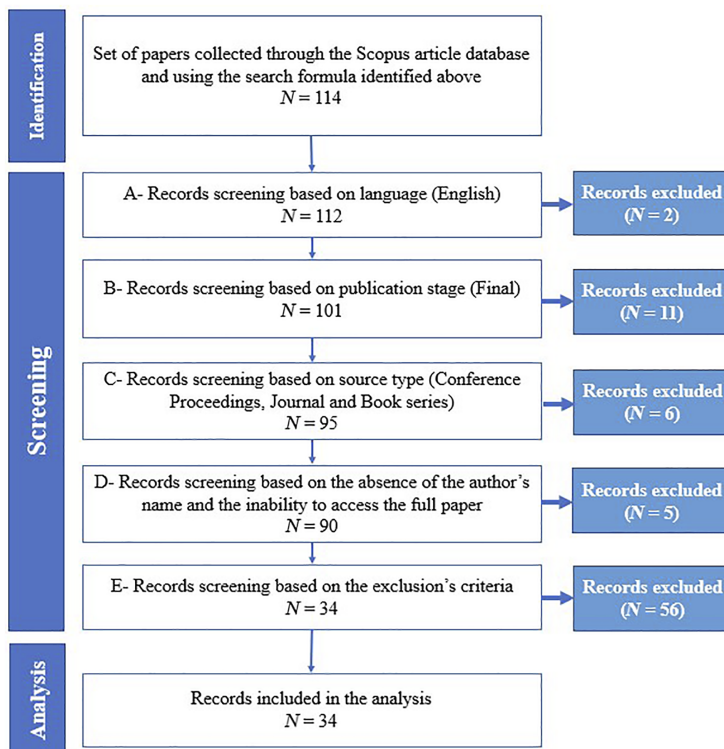 Identification
Set of papers collected through the Scopus article database
and using the search formula identified above
N = 114
Screening
A- Records screening based on language (English)
N = 112
Records excluded
(N = 2)
B- Records screening based on publication stage (Final)
N = 101
Records excluded
(N = 11)
C- Records screening based on source type (Conference
Proceedings, Journal and Book series)
N = 95
Records excluded
(N = 6)
D- Records screening based on the absence of the author’s
name and the inability to access the full paper
N = 90
Records excluded
(N = 5)
E- Records screening based on the exclusion’s criteria
N = 34
Records excluded
(N = 56)
Analysis
Records included in the analysis
N = 34